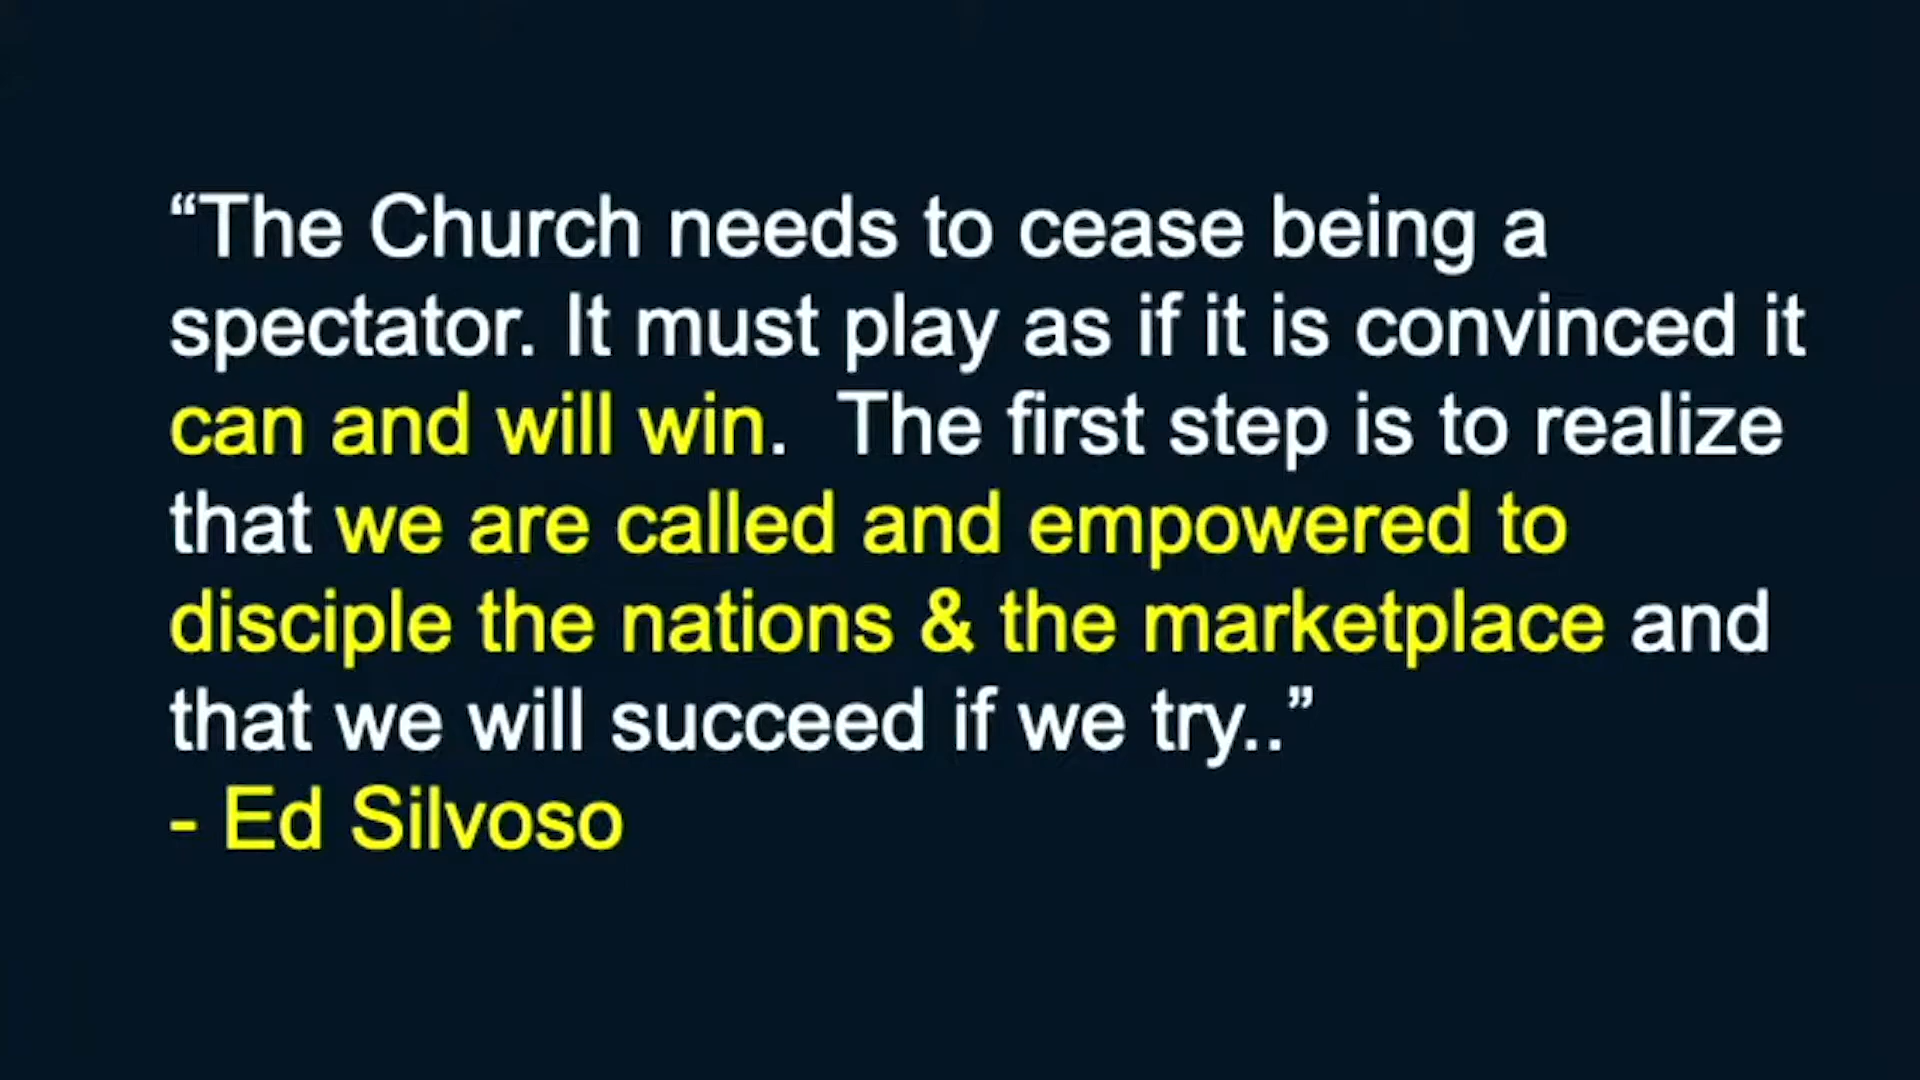 “The Church needs to cease being a
spectator. It must play as if it is convinced it
can and will win.  The first step is to realize
that we are called and empowered to
disciple the nations & the marketplace and
that we will succeed if we try..”
- Ed Silvoso